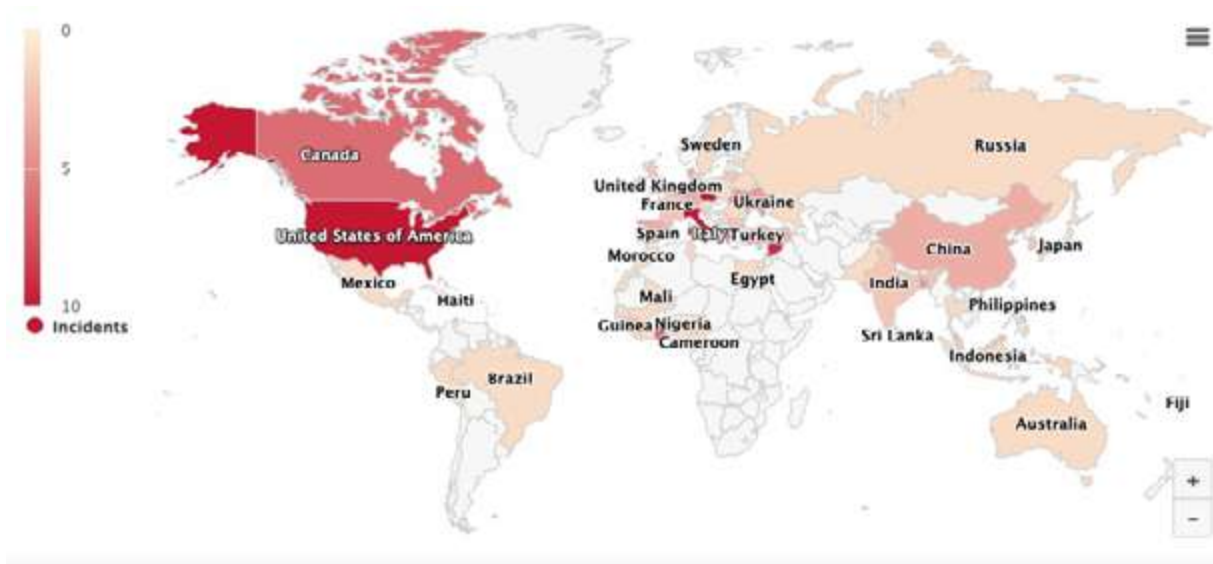 0
5
10
Incidents
Canada
United States of America
Mexico
Haiti
Brazil
Peru
Sweden
Russia
United Kingdom
France
Ukraine
Spain
Italy
Turkey
Morocco
China
Japan
Egypt
India
Mali
Philippines
Guinea
Nigeria
Cameroon
Sri Lanka
Indonesia
Fiji
Australia
+
−